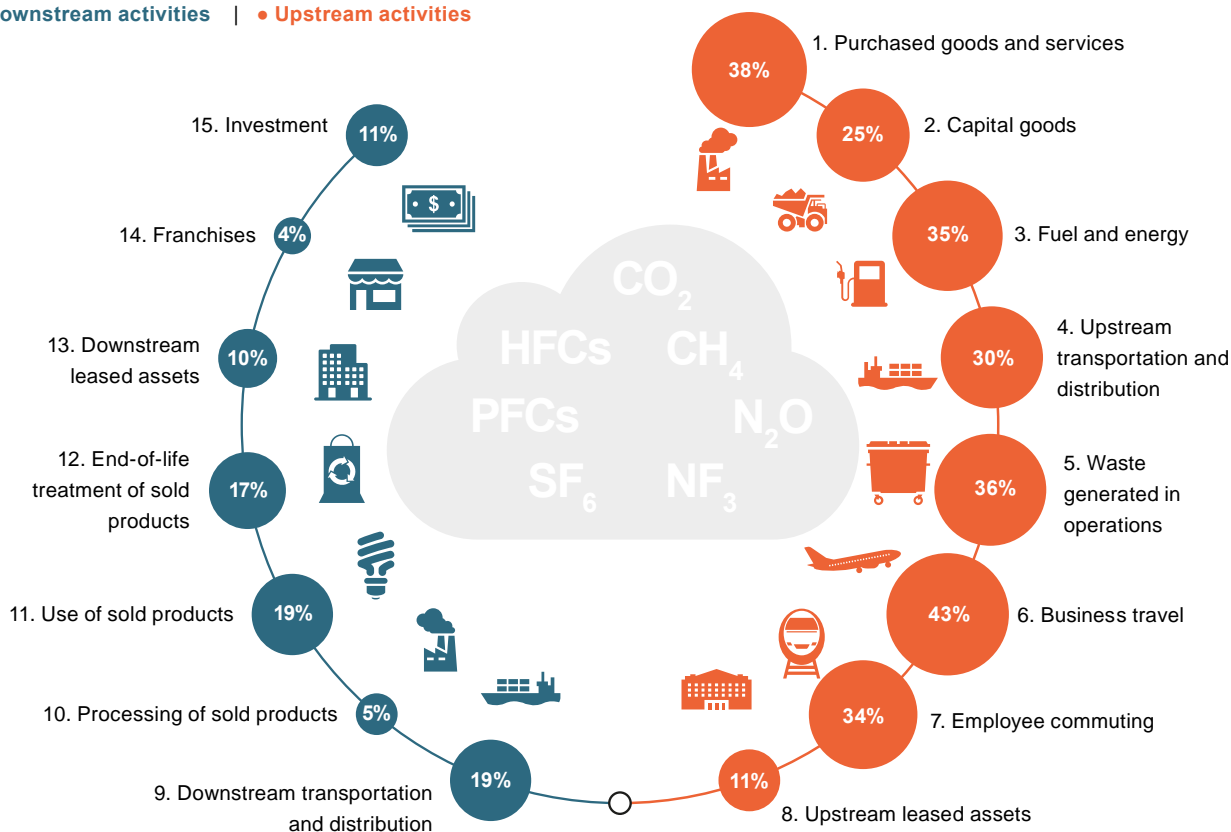 ownstream activities | • Upstream activities
38%
1. Purchased goods and services
25%
2. Capital goods
35%
3. Fuel and energy
30%
4. Upstream
transportation and
distribution
36%
5. Waste
generated in
operations
43%
6. Business travel
34%
7. Employee commuting
11%
8. Upstream leased assets
19%
9. Downstream transportation
and distribution
5%
10. Processing of sold products
19%
11. Use of sold products
17%
12. End-of-life
treatment of sold
products
10%
13. Downstream
leased assets
4%
14. Franchises
11%
15. Investment
$
CO₂
HFCs CH₄
PFCs N₂O
SF₆ NF₃